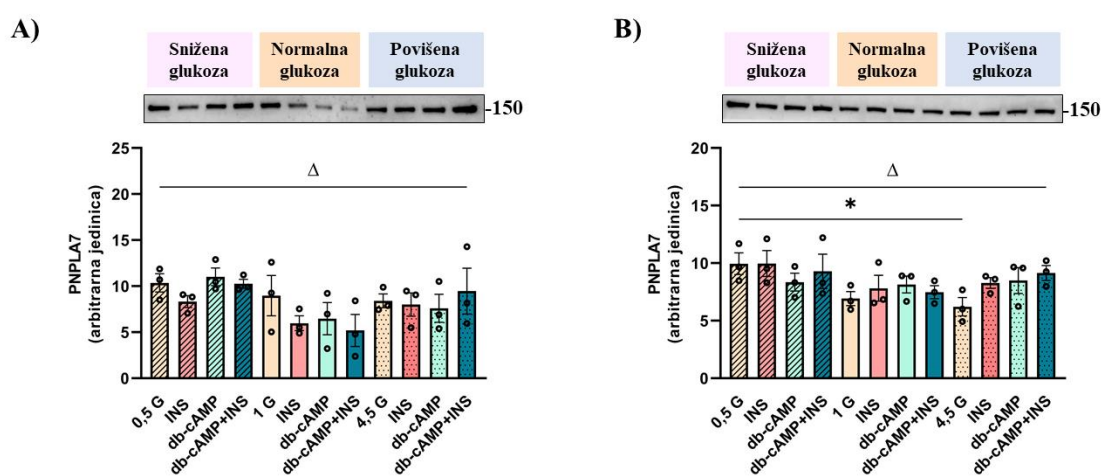 A)
Snižena
glukoza
Normalna
glukoza
Povišena
glukoza
-150
25
20
15
10
5
0
PNPLA7
(arbitrarna jedinica)
Δ
0,5 G
INS
db-cAMP
db-cAMP+INS
1 G
INS
db-cAMP
db-cAMP+INS
4,5 G
INS
db-cAMP
db-cAMP+INS
B)
Snižena
glukoza
Normalna
glukoza
Povišena
glukoza
-150
20
15
10
5
0
PNPLA7
(arbitrarna jedinica)
Δ
*
0,5 G
INS
db-cAMP
db-cAMP+INS
1 G
INS
db-cAMP
db-cAMP+INS
4,5 G
INS
db-cAMP
db-cAMP+INS